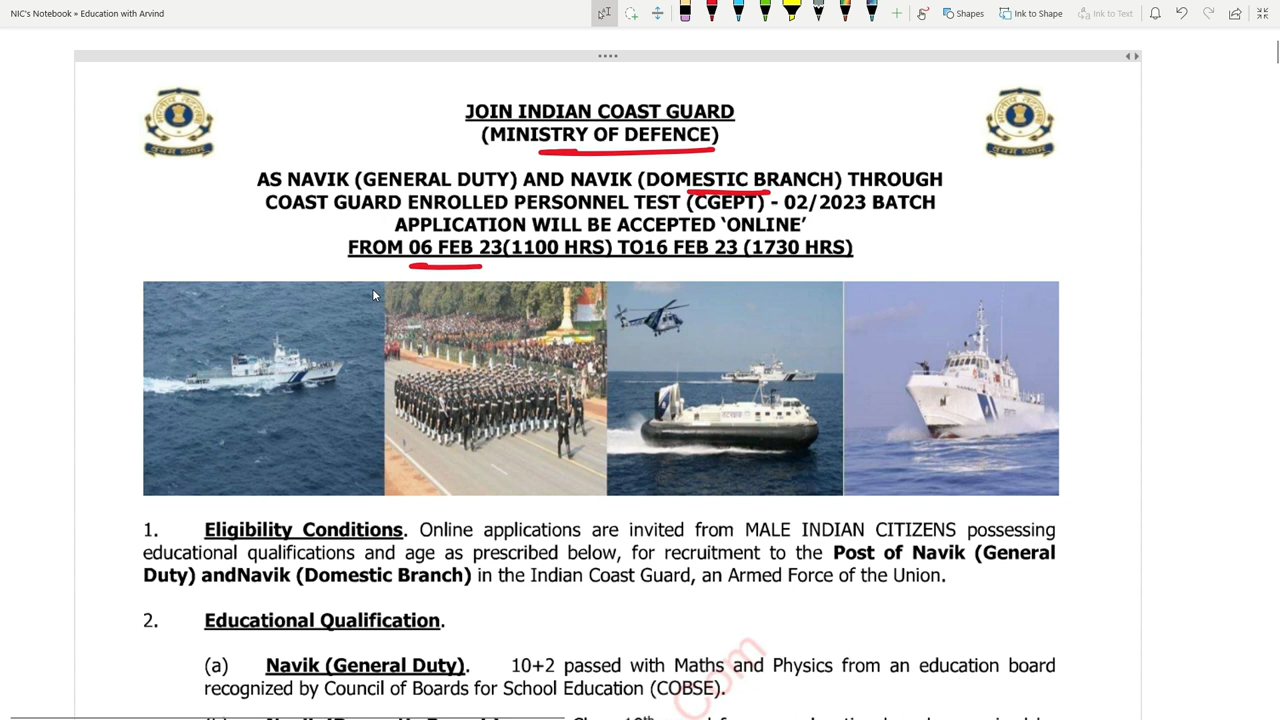 NIC's Notebook » Education with Arvind
Shapes
Ink to Shape
Ink to Text
JOIN INDIAN COAST GUARD
(MINISTRY OF DEFENCE)
AS NAVIK (GENERAL DUTY) AND NAVIK (DOMESTIC BRANCH) THROUGH
COAST GUARD ENROLLED PERSONNEL TEST (CGEPT) - 02/2023 BATCH
APPLICATION WILL BE ACCEPTED ‘ONLINE’
FROM 06 FEB 23(1100 HRS) TO16 FEB 23 (1730 HRS)
1. Eligibility Conditions. Online applications are invited from MALE INDIAN CITIZENS possessing
educational qualifications and age as prescribed below, for recruitment to the Post of Navik (General
Duty) andNavik (Domestic Branch) in the Indian Coast Guard, an Armed Force of the Union.
2. Educational Qualification.
(a) Navik (General Duty). 10+2 passed with Maths and Physics from an education board
recognized by Council of Boards for School Education (COBSE).
Com